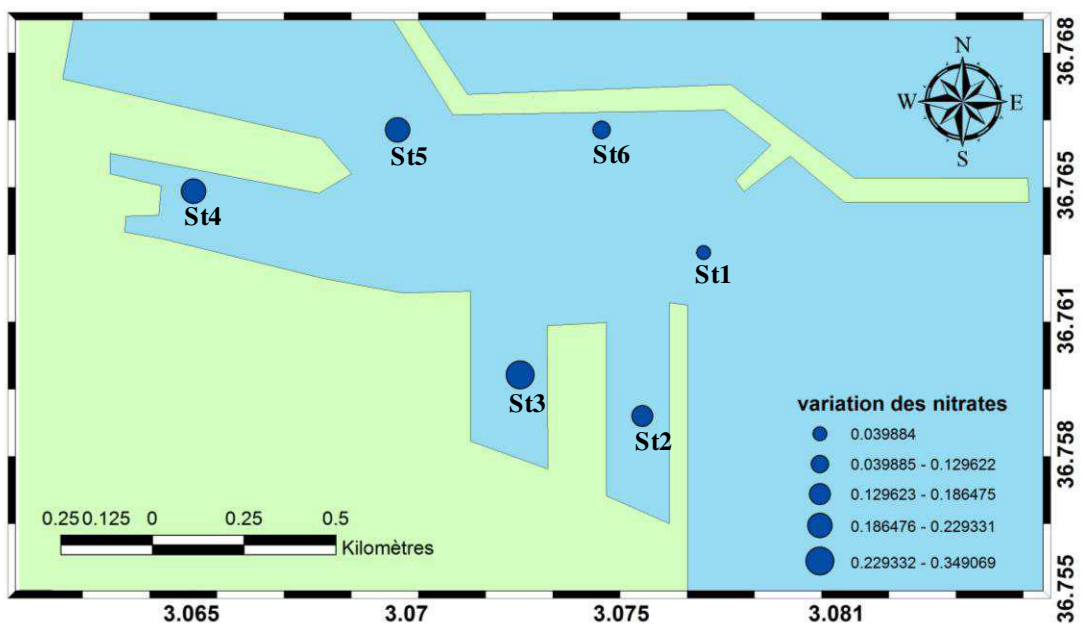 N
W E
S
St5
St6
St4
St1
St3
St2
variation des nitrates
0.039884
0.039885 - 0.129622
0.129623 - 0.186475
0.186476 - 0.229331
0.229332 - 0.349069
0.25 0.125 0 0.25 0.5
Kilomètres
36.768
36.765
36.761
36.758
36.755
3.065 3.07 3.075 3.081